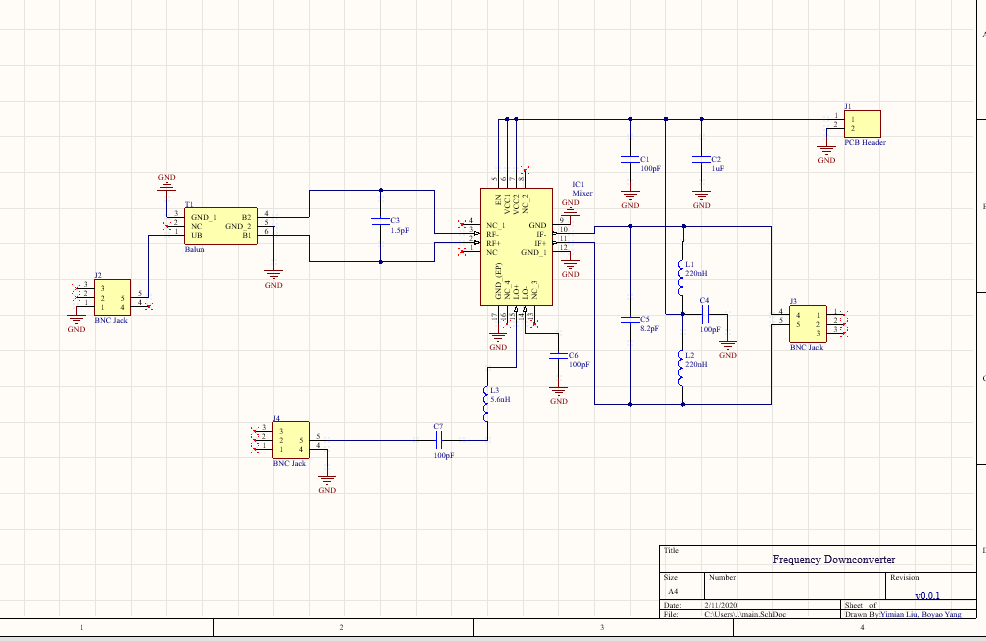 J1
1 1
2 2
GND
PCB Header
C1
100pF
GND
C2
1uF
GND
GND
T1
3 GND_1 B2 4
2 NC GND_2 5
1 UB B1 6
Balun
GND
C3
1.5pF
IC1
Mixer
5 6 7 8
EN VCC1 VCC2 NC_2
GND
4 NC_1 GND 9
3 RF- IF- 10
2 RF+ IF+ 11
1 NC GND_1 12
GND
GND_(EP) NC_4 LO+ LO- NC_3
17 16 15 14 13
GND
J2
3 3
2 2 5 5
1 1 4 4
GND
BNC Jack
L1
220nH
C4
100pF
GND
C5
8.2pF
L2
220nH
J3
4 4 1 1
5 5 2 2
3 3
BNC Jack
C6
100pF
GND
L3
5.6nH
C7
100pF
J4
3 3
2 2 5 5
1 1 4 4
BNC Jack
GND
Title
Frequency Downconverter
Size Number Revision
A4 v0.0.1
Date: 2/11/2020 Sheet of
File: C:\Users\..\main.SchDoc Drawn By: Yimian Liu, Boyao Yang
1 2 3 4